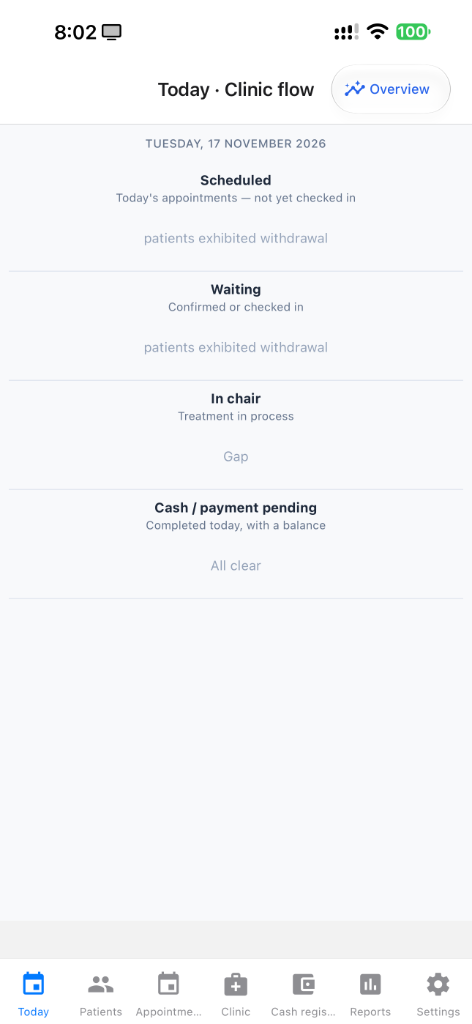 8:02
100
Today · Clinic flow
Overview
TUESDAY, 17 NOVEMBER 2026
Scheduled
Today's appointments — not yet checked in
patients exhibited withdrawal
Waiting
Confirmed or checked in
patients exhibited withdrawal
In chair
Treatment in process
Gap
Cash / payment pending
Completed today, with a balance
All clear
Today
Patients
Appointme...
Clinic
Cash regis...
Reports
Settings